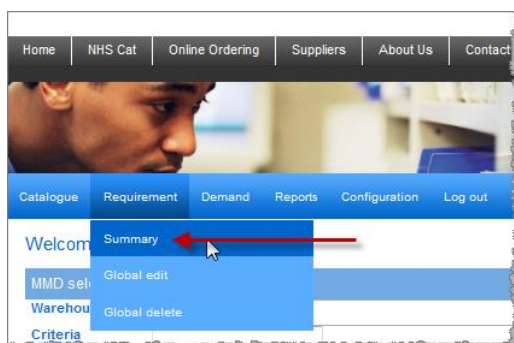 Home NHS Cat Online Ordering Suppliers About Us Contact
Catalogue Requirement Demand Reports Configuration Log out
Welcom
Summary
MMD sel
Global edit
Warehou
Global delete
Criteria